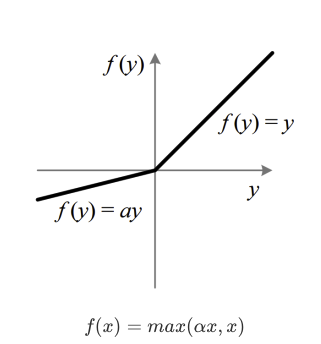 f(y)
f(y) = y
y
f(y) = ay
f(x) = max(αx, x)